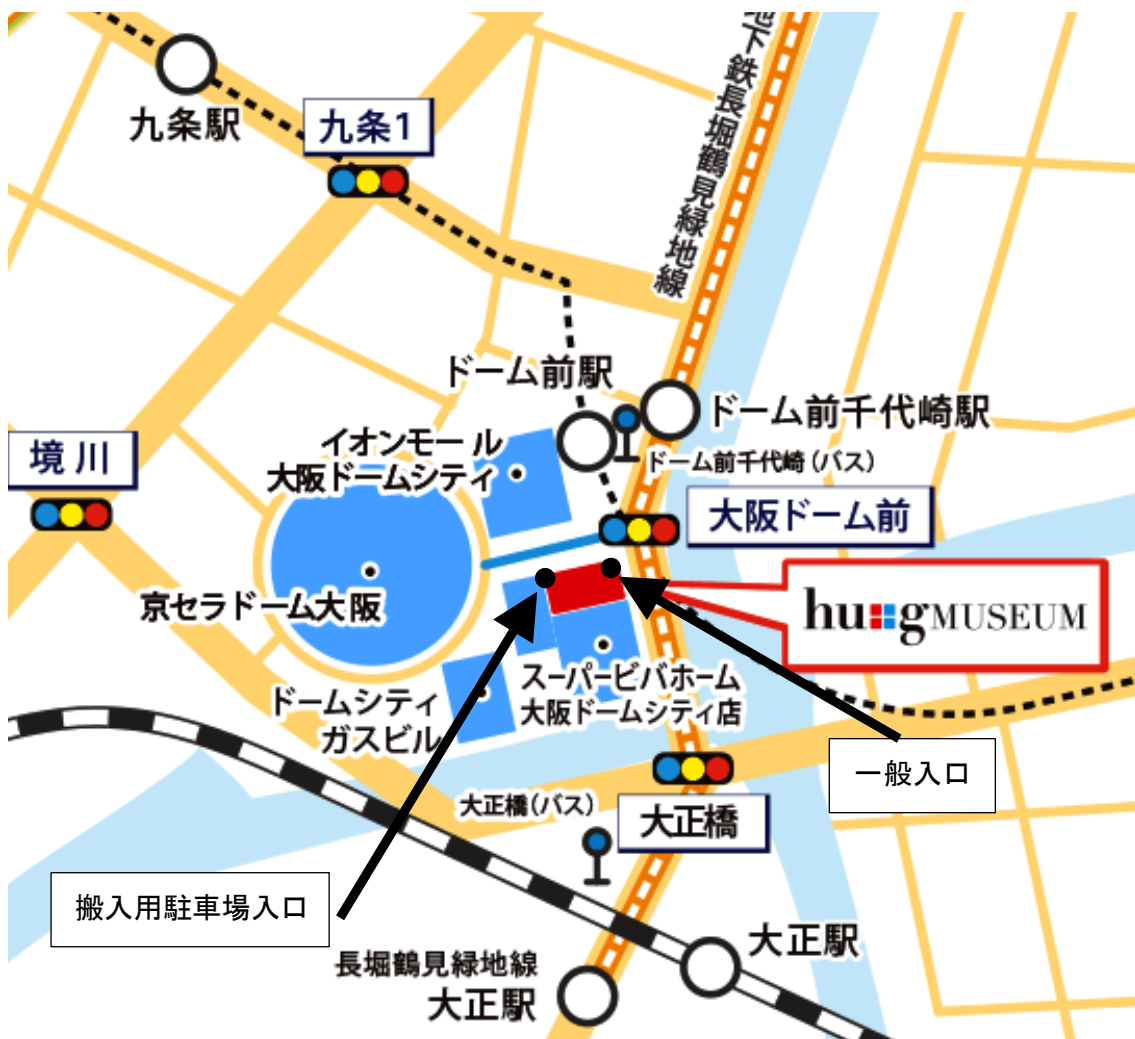 地下鉄長堀鶴見緑地線
九条駅
九条1
ドーム前駅
ドーム前千代崎駅
イオンモール
大阪ドームシティ
ドーム前千代崎(バス)
境川
大阪ドーム前
京セラドーム大阪
hu g MUSEUM
スーパービバホーム
大阪ドームシティ店
ドームシティ
ガスビル
一般入口
大正橋(バス)
大正橋
搬入用駐車場入口
大正駅
長堀鶴見緑地線
大正駅